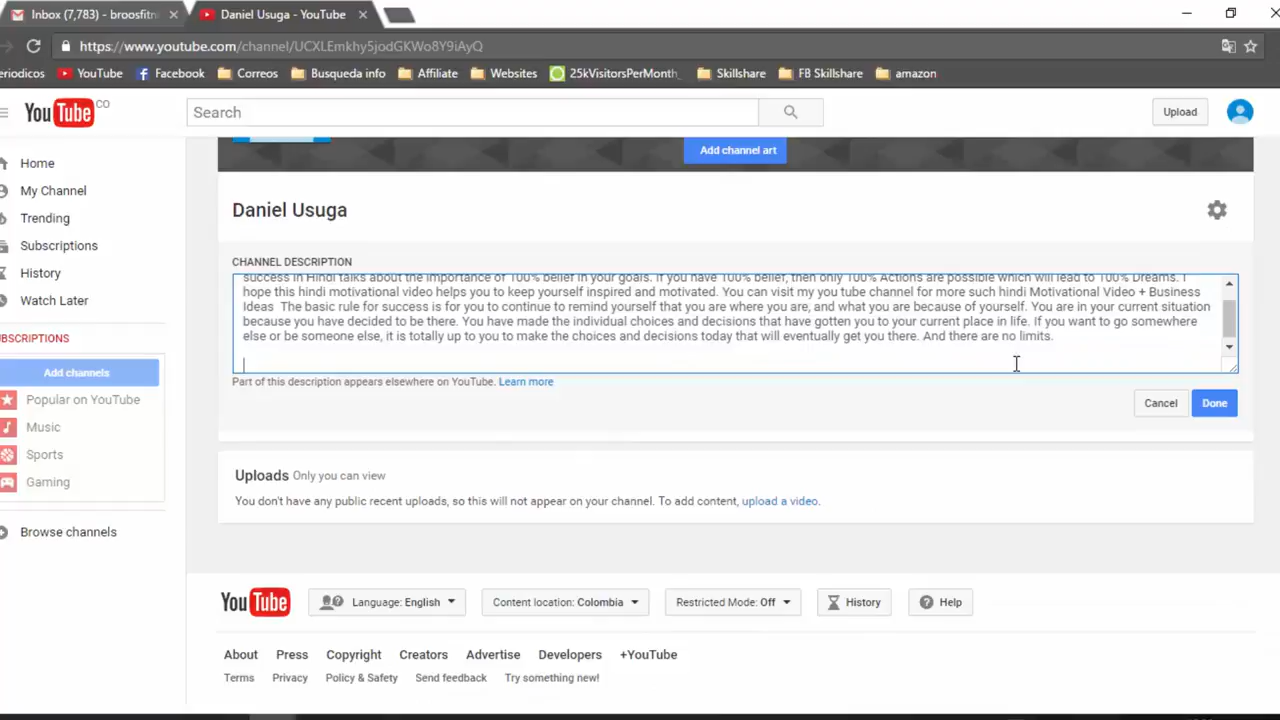 Inbox (7,783) - broosfitn
Daniel Usuga - YouTube
https://www.youtube.com/channel/UCXLEmkhy5jodGKWo8Y9iAyQ
eriodicos YouTube Facebook Correos Busqueda info Affiliate Websites 25kVisitorsPerMonth Skillshare FB Skillshare amazon
YouTube CO
Search
Upload
Home
My Channel
Trending
Subscriptions
History
Watch Later
UBSCRIPTIONS
Add channels
Popular on YouTube
Music
Sports
Gaming
Browse channels
Add channel art
Daniel Usuga
CHANNEL DESCRIPTION
success in Hindi talks about the importance of 100% belief in your goals. If you have 100% belief, then only 100% Actions are possible which will lead to 100% Dreams. I
hope this hindi motivational video helps you to keep yourself inspired and motivated. You can visit my you tube channel for more such hindi Motivational Video + Business
Ideas  The basic rule for success is for you to continue to remind yourself that you are where you are, and what you are because of yourself. You are in your current situation
because you have decided to be there. You have made the individual choices and decisions that have gotten you to your current place in life. If you want to go somewhere
else or be someone else, it is totally up to you to make the choices and decisions today that will eventually get you there. And there are no limits.
Part of this description appears elsewhere on YouTube. Learn more
Cancel
Done
Uploads Only you can view
You don't have any public recent uploads, so this will not appear on your channel. To add content, upload a video.
YouTube
Language: English
Content location: Colombia
Restricted Mode: Off
History
Help
About Press Copyright Creators Advertise Developers +YouTube
Terms Privacy Policy & Safety Send feedback Try something new!